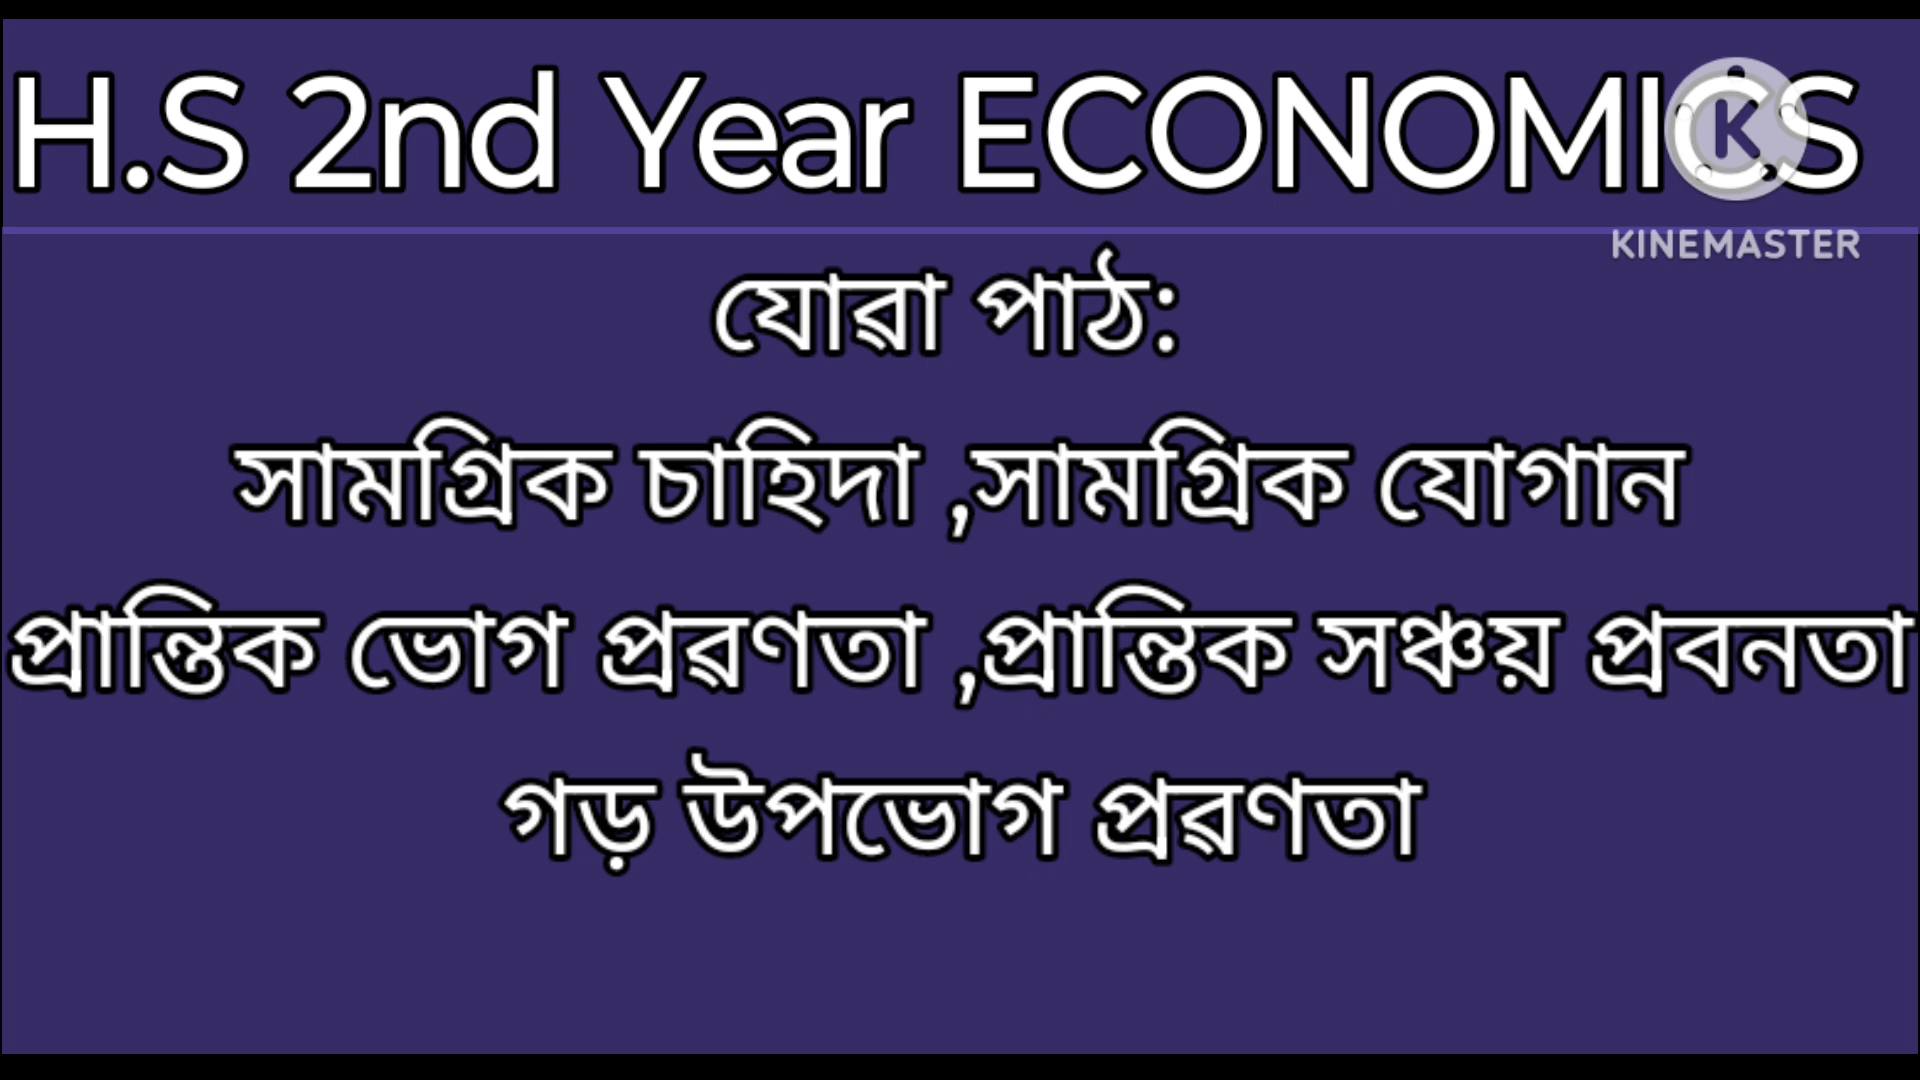 H.S 2nd Year ECONOMICS
KINEMASTER
যোৱা পাঠ:
সামগ্ৰিক চাহিদা ,সামগ্ৰিক যোগান
প্ৰান্তিক ভোগ প্ৰৱণতা ,প্ৰান্তিক সঞ্চয় প্ৰবনতা
গড় উপভোগ প্ৰৱণতা